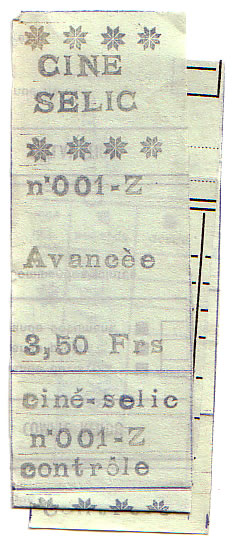 CINE
SELIC
n°001-Z
Avancèe
3,50 Frs
ciné-selic
n°001-Z
contrôle